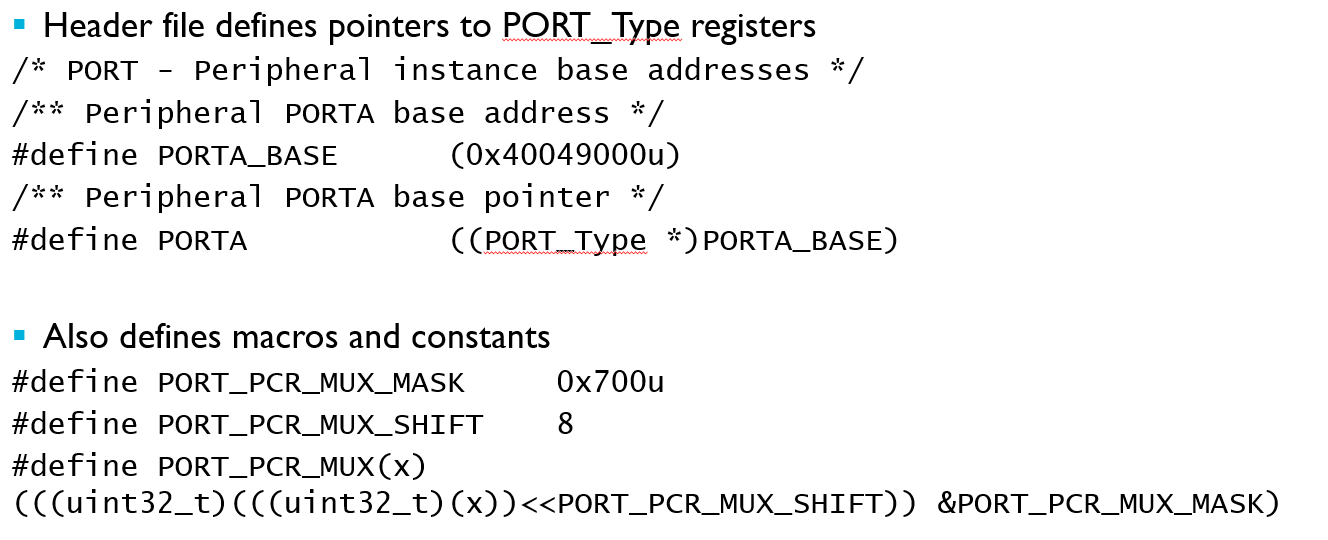 ▪ Header file defines pointers to PORT_Type registers
/* PORT - Peripheral instance base addresses */
/** Peripheral PORTA base address */
#define PORTA_BASE (0x40049000u)
/** Peripheral PORTA base pointer */
#define PORTA ((PORT_Type *)PORTA_BASE)
▪ Also defines macros and constants
#define PORT_PCR_MUX_MASK 0x700u
#define PORT_PCR_MUX_SHIFT 8
#define PORT_PCR_MUX(x)
(((uint32_t)(((uint32_t)(x))<<PORT_PCR_MUX_SHIFT)) &PORT_PCR_MUX_MASK)